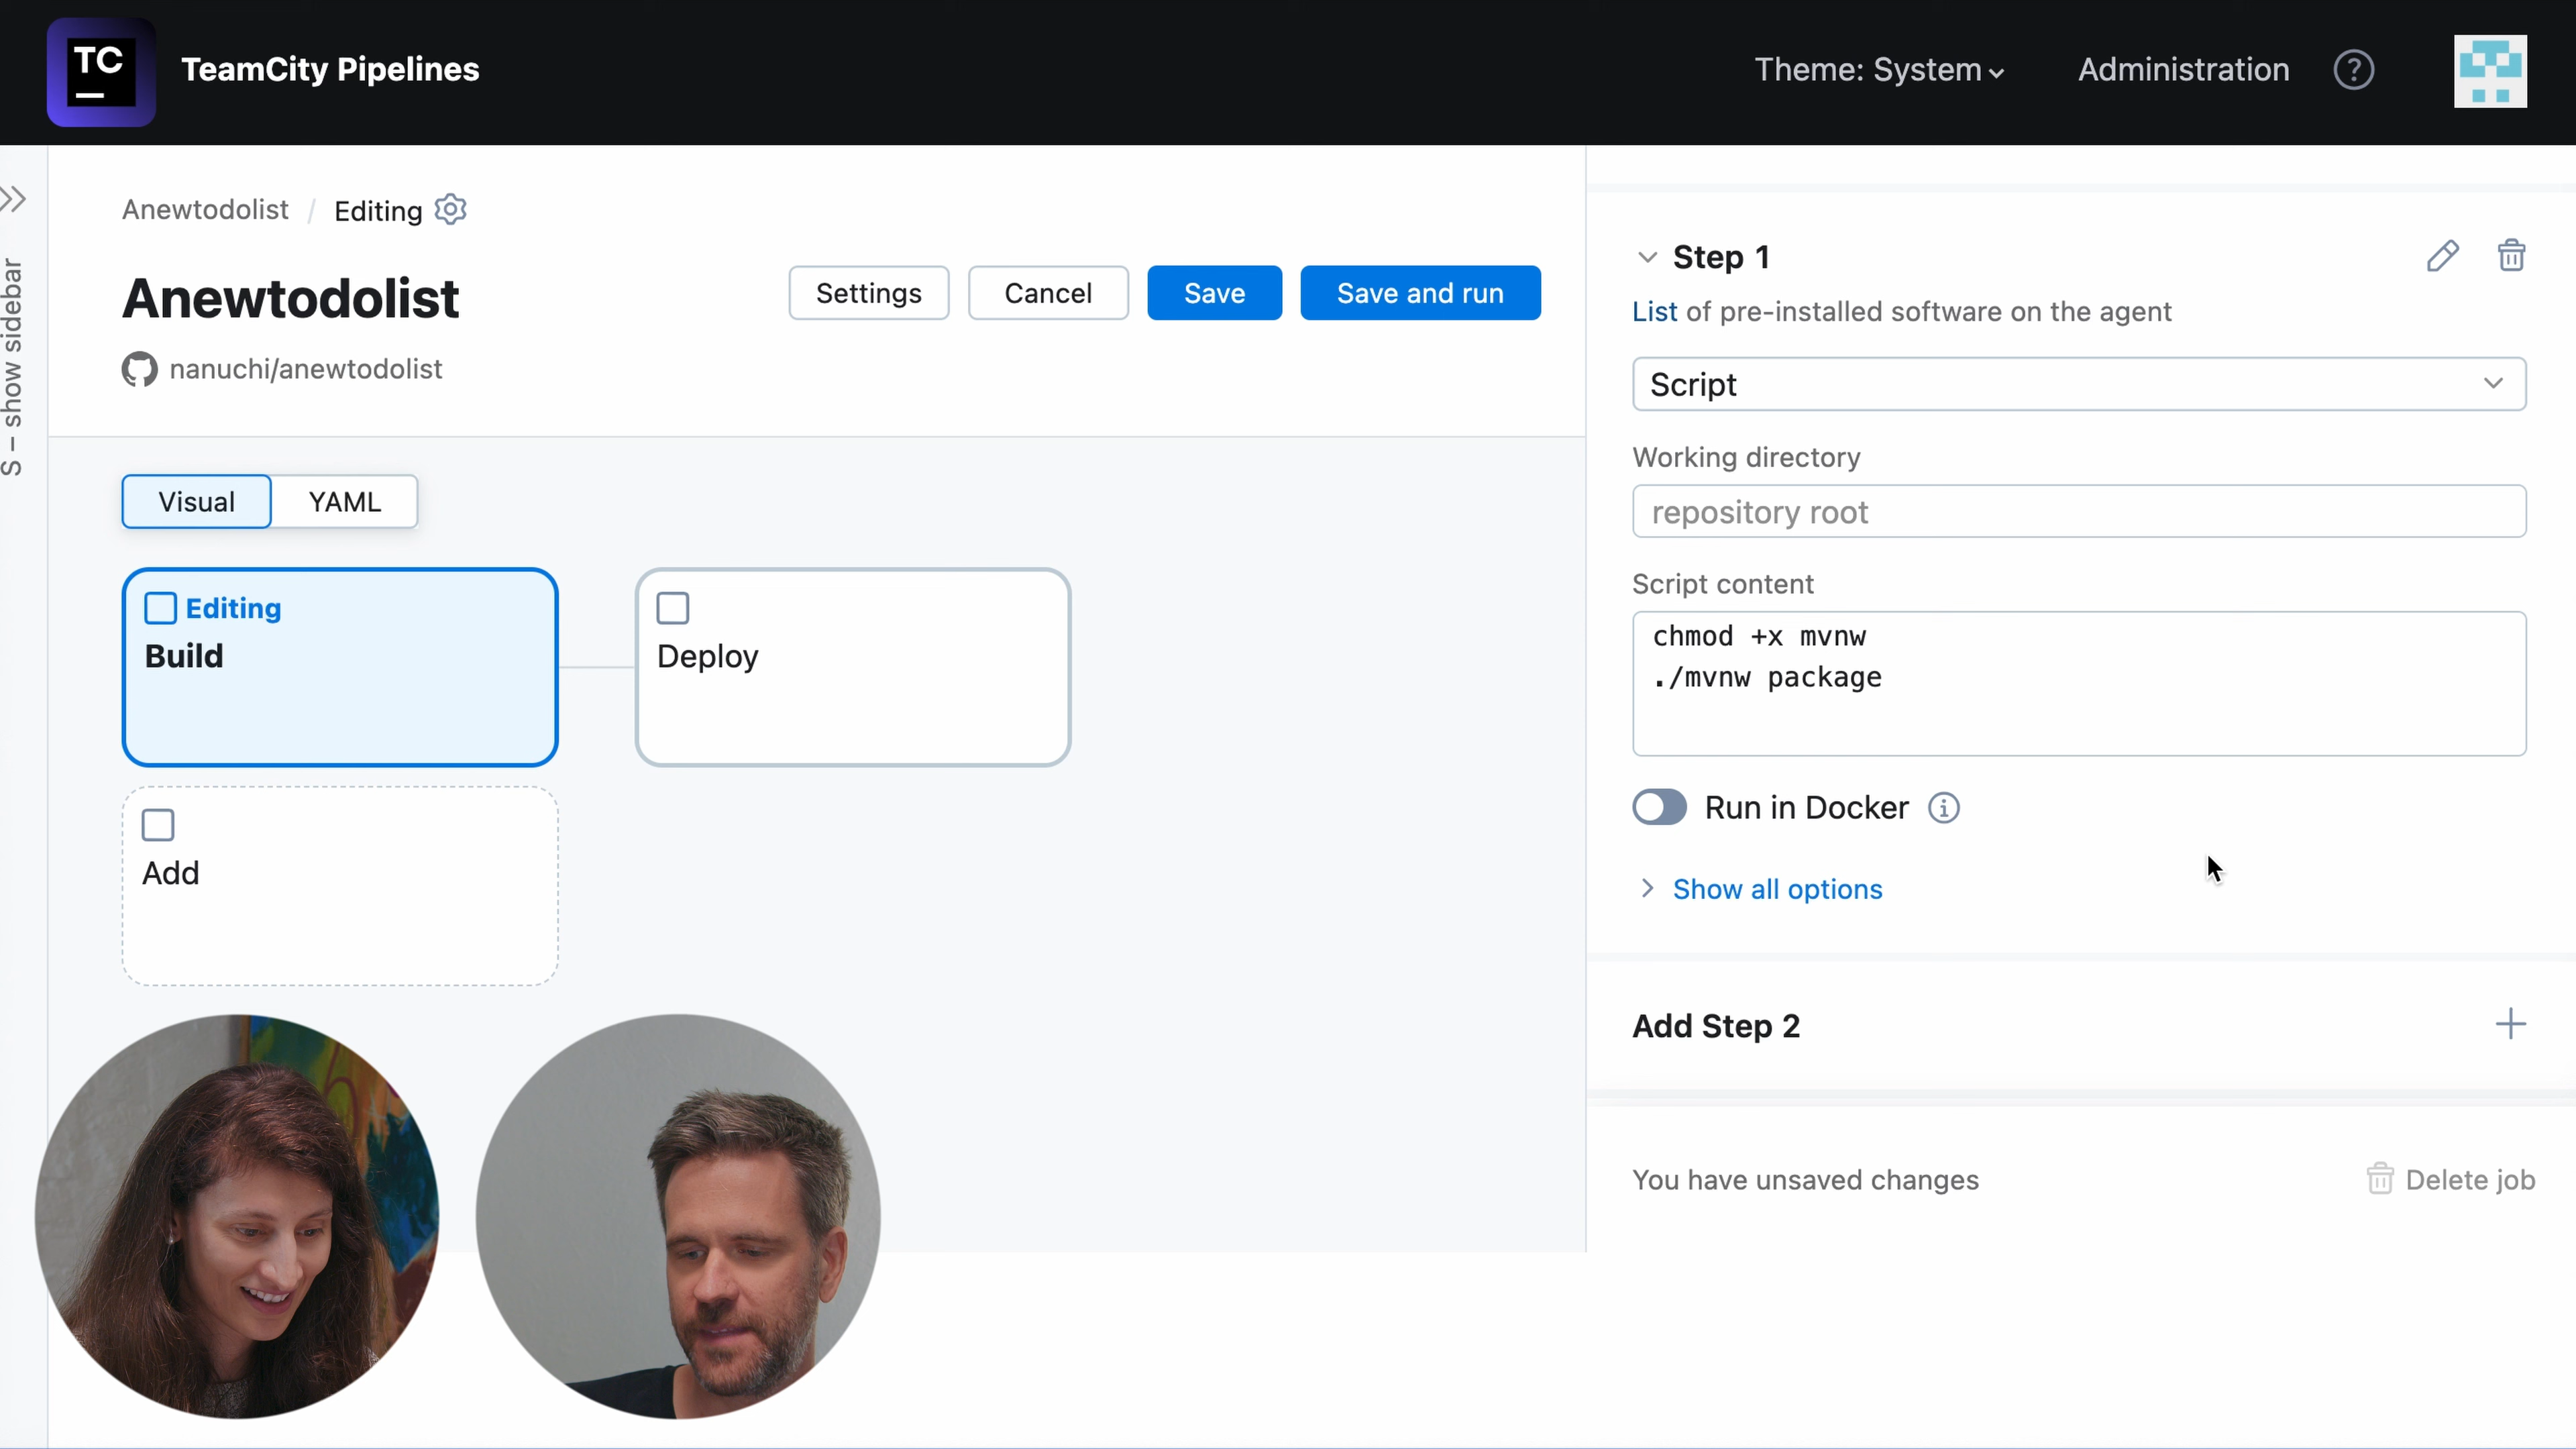 TC
TeamCity Pipelines
Theme: System
Administration
?
S – show sidebar
Anewtodolist / Editing
Anewtodolist
Settings
Cancel
Save
Save and run
nanuchi/anewtodolist
Visual
YAML
Editing
Build
Deploy
Add
Step 1
List of pre-installed software on the agent
Script
Working directory
repository root
Script content
chmod +x mvnw
./mvnw package
Run in Docker
Show all options
Add Step 2
You have unsaved changes
Delete job